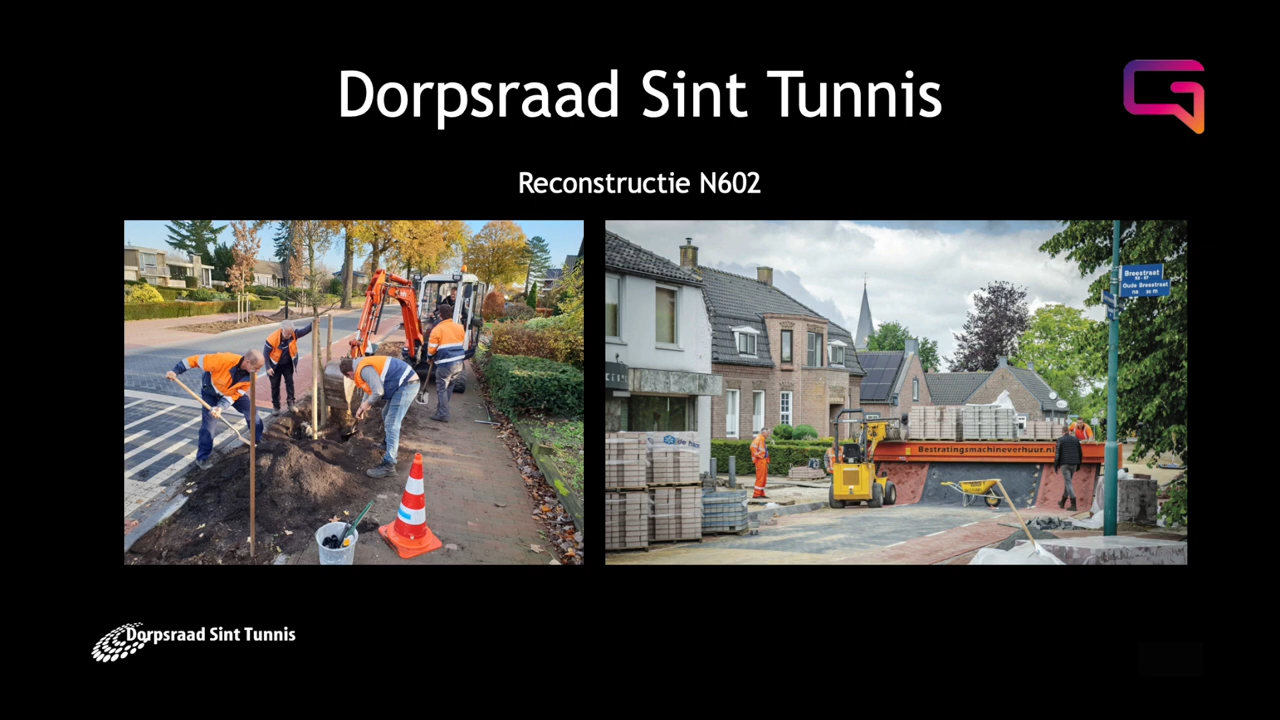 Dorpsraad Sint Tunnis
Reconstructie N602
Breestraat
Oude Breestraat
Bestratingsmachineverhuur.nl
Dorpsraad Sint Tunnis